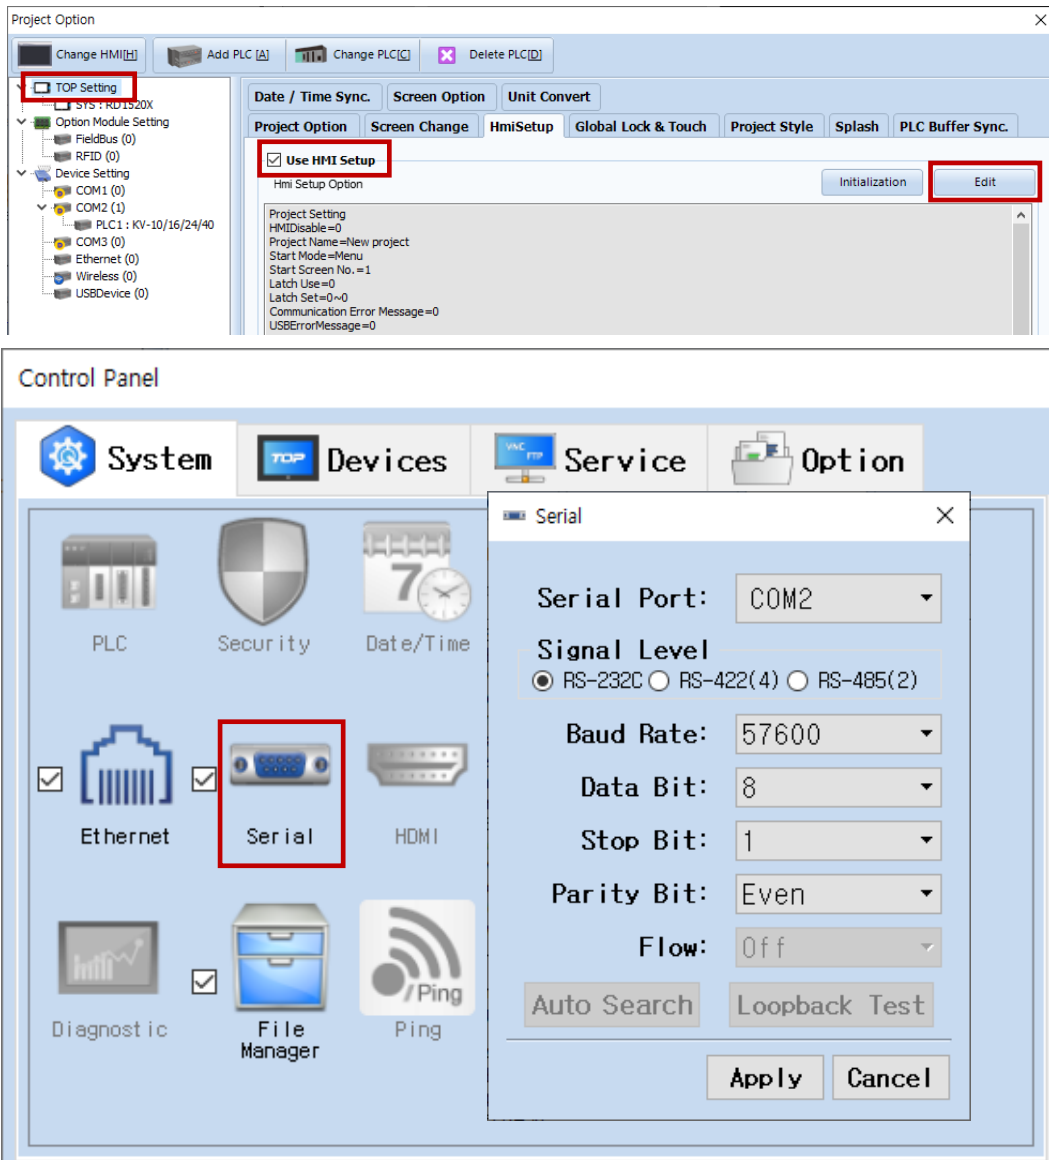 Project Option
Change HMI[H]
Add PLC [A]
Change PLC[C]
Delete PLC[D]
TOP Setting
SYS : RD1520X
Option Module Setting
FieldBus (0)
RFID (0)
Device Setting
COM1 (0)
COM2 (1)
PLC1 : KV-10/16/24/40
COM3 (0)
Ethernet (0)
Wireless (0)
USBDevice (0)
Date / Time Sync.
Screen Option
Unit Convert
Project Option
Screen Change
HmiSetup
Global Lock & Touch
Project Style
Splash
PLC Buffer Sync.
Use HMI Setup
Hmi Setup Option
Initialization
Edit
Project Setting
HMIDisable=0
Project Name=New project
Start Mode=Menu
Start Screen No.=1
Latch Use=0
Latch Set=0~0
Communication Error Message=0
USBErrorMessage=0
Control Panel
System
TOP
Devices
VNC
FTP
Service
Option
PLC
Security
7
Date/Time
Ethernet
Serial
HDMI
Diagnostic
File
Manager
/Ping
Ping
Serial
Serial Port: COM2
Signal Level
RS-232C RS-422(4) RS-485(2)
Baud Rate: 57600
Data Bit: 8
Stop Bit: 1
Parity Bit: Even
Flow: Off
Auto Search
Loopback Test
Apply
Cancel